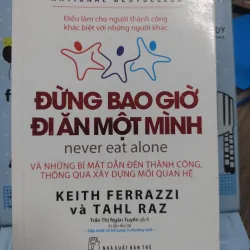 NATIONAL BESTSELLER
Điều làm cho người thành công
khác biệt với những người khác
ĐỪNG BAO GIỜ
ĐI ĂN MỘT MÌNH
never eat alone
VÀ NHỮNG BÍ MẬT DẪN ĐẾN THÀNH CÔNG,
THÔNG QUA XÂY DỰNG MỐI QUAN HỆ
KEITH FERRAZZI
và TAHL RAZ
Trần Thị Ngân Tuyến dịch
NHÀ XUẤT BẢN TRẺ